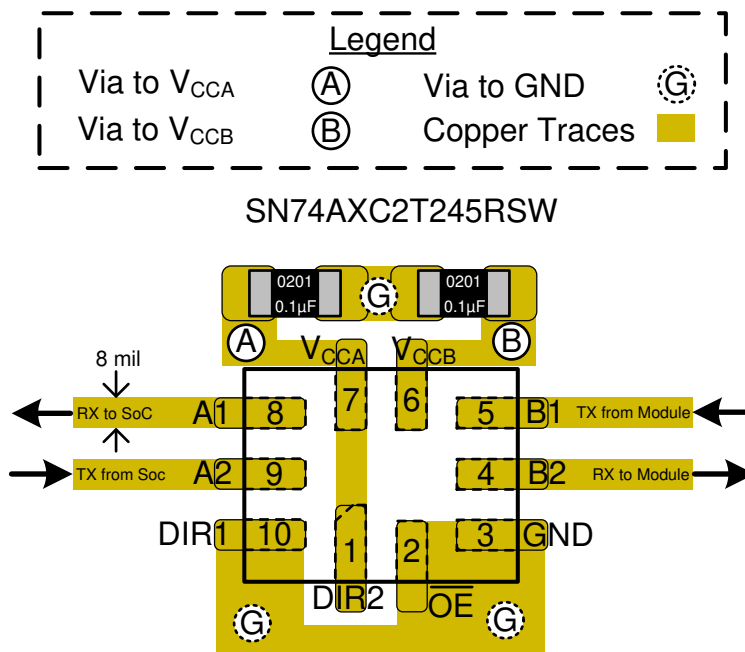 Legend
Via to VCCA A Via to GND G
Via to VCCB B Copper Traces
SN74AXC2T245RSW
0201 0201
0.1µF G 0.1µF
A VCCA VCCB B
8 mil
7 6
RX to SoC A1 8 5 B1 TX from Module
TX from Soc A2 9 4 B2 RX to Module
DIR1 10 1 2 3 GND
DIR2 OE
G G